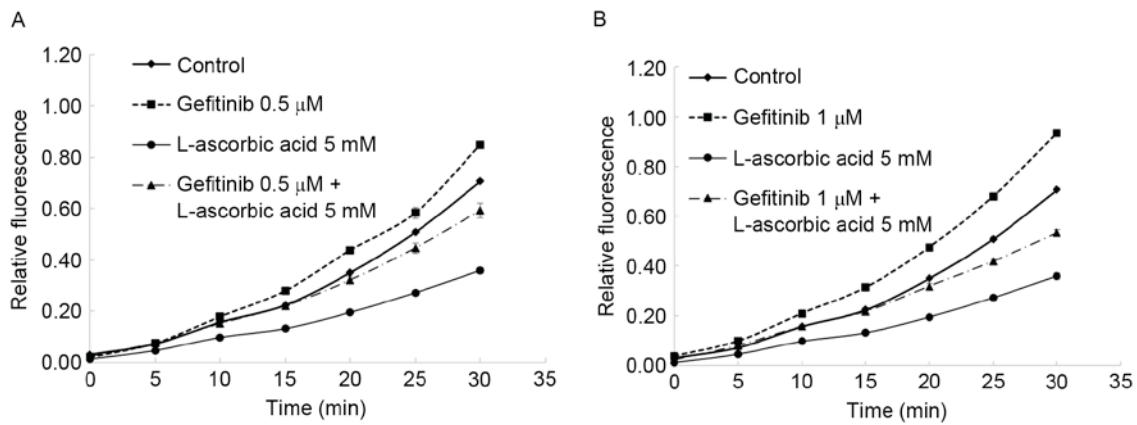 A
Relative fluorescence
1.20
1.00
0.80
0.60
0.40
0.20
0.00
Control
Gefitinib 0.5 μM
L-ascorbic acid 5 mM
Gefitinib 0.5 μM +
L-ascorbic acid 5 mM
0 5 10 15 20 25 30 35
Time (min)
B
Relative fluorescence
1.20
1.00
0.80
0.60
0.40
0.20
0.00
Control
Gefitinib 1 μM
L-ascorbic acid 5 mM
Gefitinib 1 μM +
L-ascorbic acid 5 mM
0 5 10 15 20 25 30 35
Time (min)